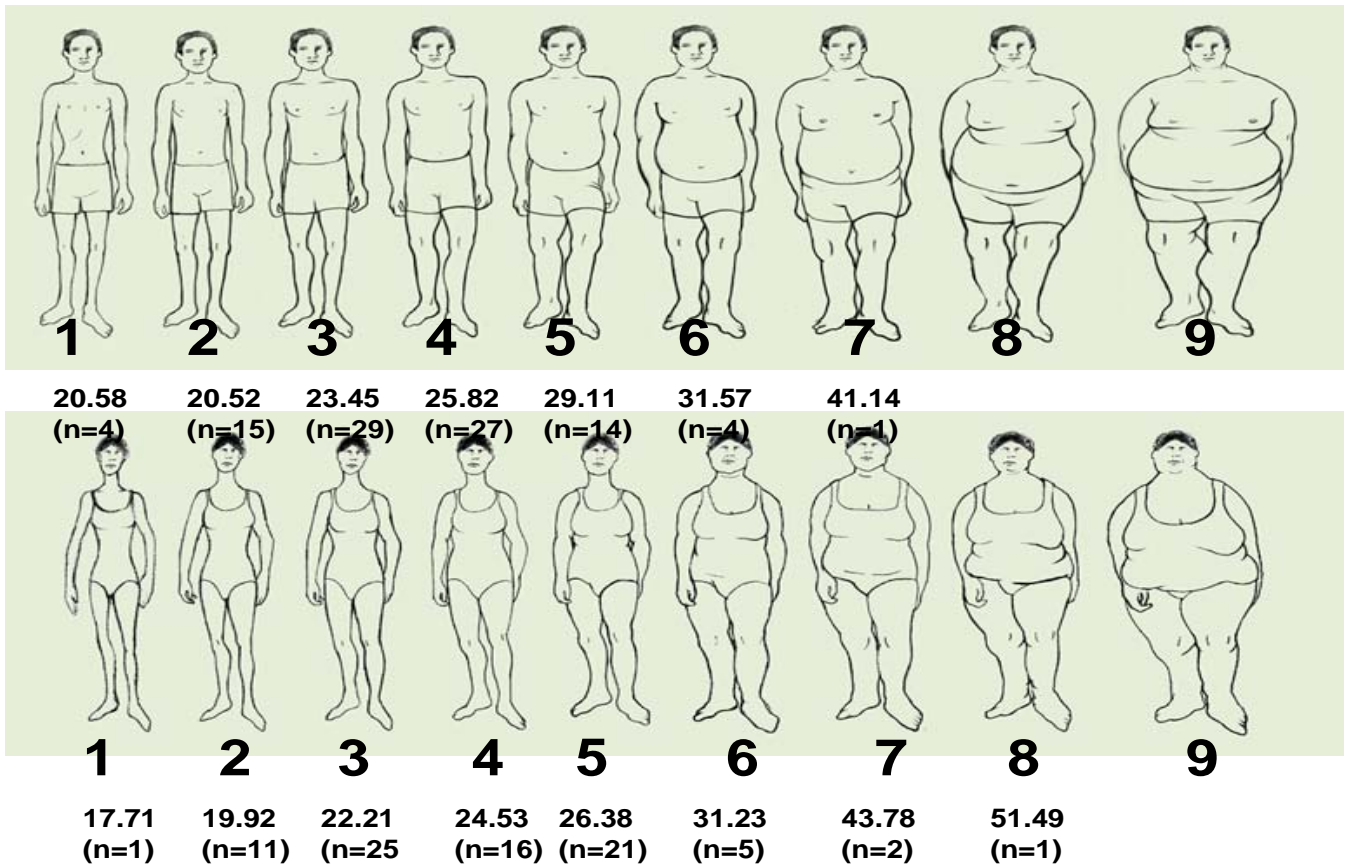 1 2 3 4 5 6 7 8 9
20.58 20.52 23.45 25.82 29.11 31.57 41.14
(n=4) (n=15) (n=29) (n=27) (n=14) (n=4) (n=1)
1 2 3 4 5 6 7 8 9
17.71 19.92 22.21 24.53 26.38 31.23 43.78 51.49
(n=1) (n=11) (n=25 (n=16) (n=21) (n=5) (n=2) (n=1)